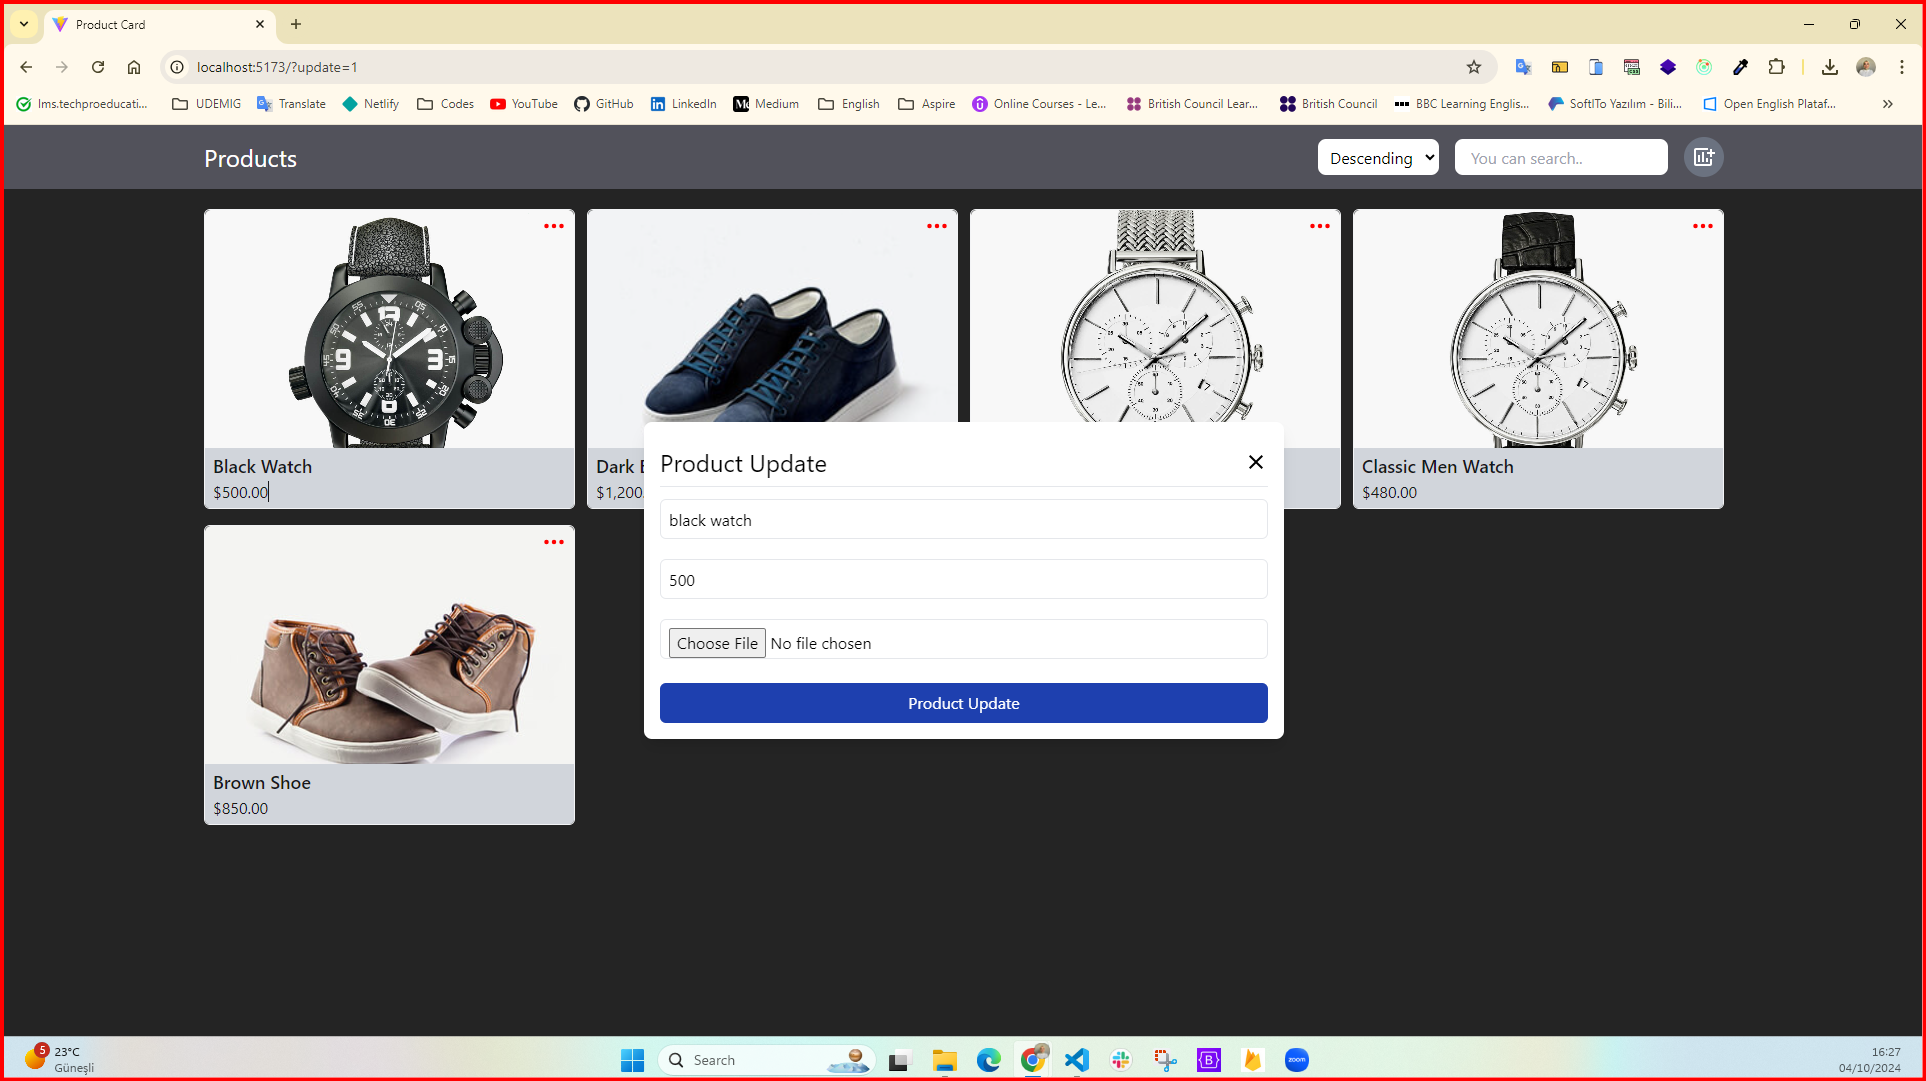 Product Card
localhost:5173/?update=1
lms.techproeducati... UDEMIG Translate Netlify Codes YouTube GitHub LinkedIn Medium English Aspire Online Courses - Le... British Council Lear... British Council BBC Learning Englis... SoftITo Yazılım - Bili... Open English Plataf...
Products
Descending
You can search..
Black Watch
$500.00
Dark
$1,200.
Classic Men Watch
$480.00
Product Update
black watch
500
Choose File No file chosen
Product Update
Brown Shoe
$850.00
5
23°C
Güneşli
Search
zoom
16:27
04/10/2024